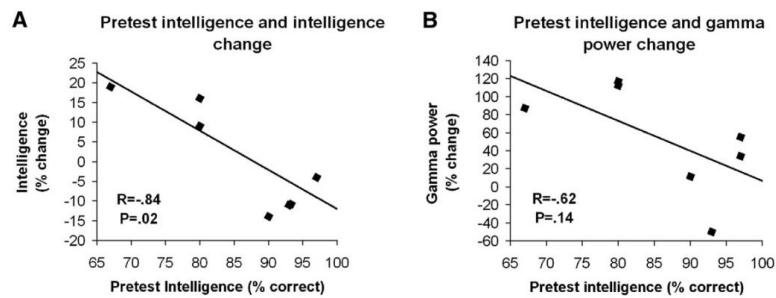 A
Pretest intelligence and intelligence
change
25
20
15
10
5
0
-5
-10
-15
-20
Intelligence
(% change)
R=-.84
P=.02
65 70 75 80 85 90 95 100
Pretest Intelligence (% correct)
B
Pretest intelligence and gamma
power change
140
120
100
80
60
40
20
0
-20
-40
-60
Gamma power
(% change)
R=-.62
P=.14
65 70 75 80 85 90 95 100
Pretest intelligence (% correct)